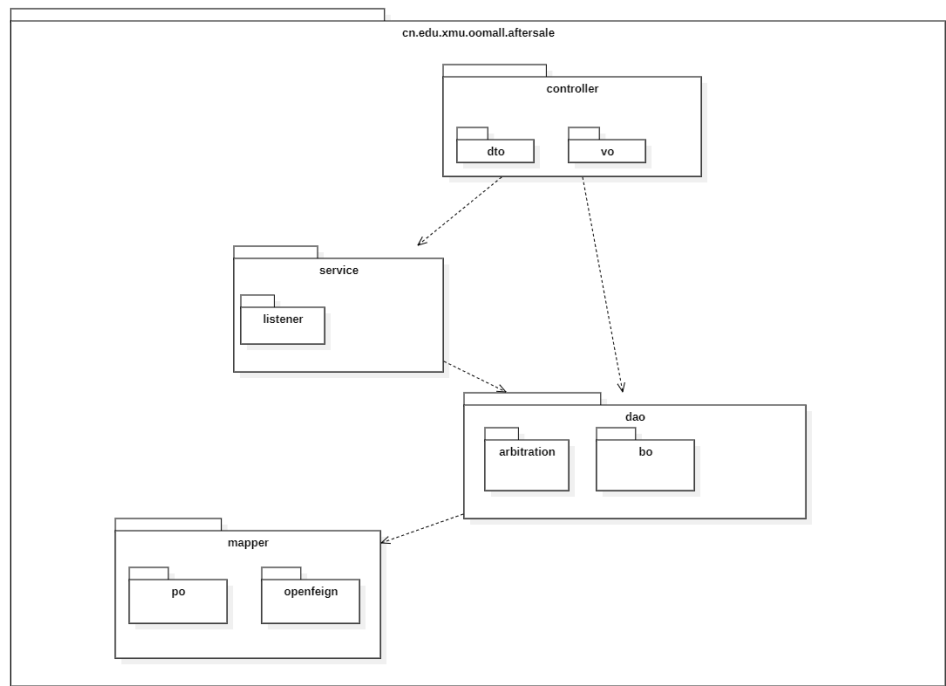 cn.edu.xmu.oomall.aftersale
controller
dto
vo
service
listener
dao
arbitration
bo
mapper
po
openfeign